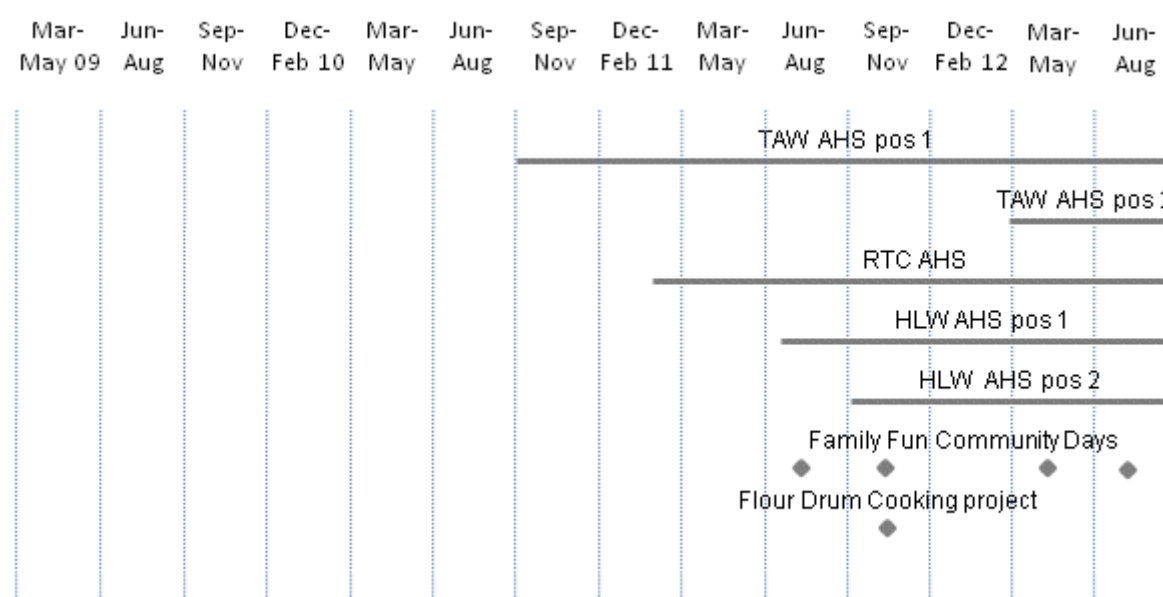 Mar- Jun- Sep- Dec- Mar- Jun- Sep- Dec- Mar- Jun- Sep- Dec- Mar- Jun-
May 09 Aug Nov Feb 10 May Aug Nov Feb 11 May Aug Nov Feb 12 May Aug
TAW AHS pos 1
TAW AHS pos 2
RTC AHS
HLW AHS pos 1
HLW AHS pos 2
Family Fun Community Days
Flour Drum Cooking project